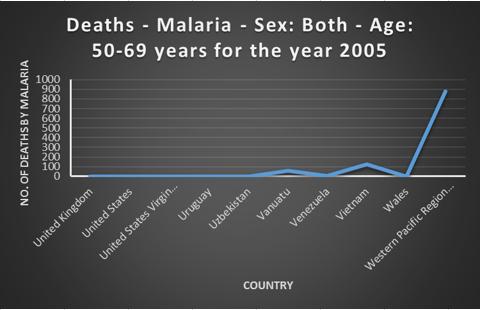 Deaths - Malaria - Sex: Both - Age:
50-69 years for the year 2005
NO. OF DEATHS BY MALARIA
1000
900
800
700
600
500
400
300
200
100
0
United Kingdom
United States
United States Virgin...
Uruguay
Uzbekistan
Vanuatu
Venezuela
Vietnam
Wales
Western Pacific Region...
COUNTRY